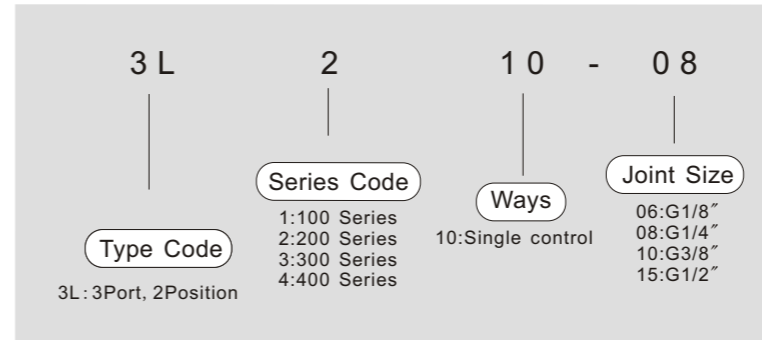 3L 2 10 - 08
Type Code
3L: 3Port, 2Position
Series Code
1:100 Series
2:200 Series
3:300 Series
4:400 Series
Ways
10:Single control
Joint Size
06:G1/8″
08:G1/4″
10:G3/8″
15:G1/2″